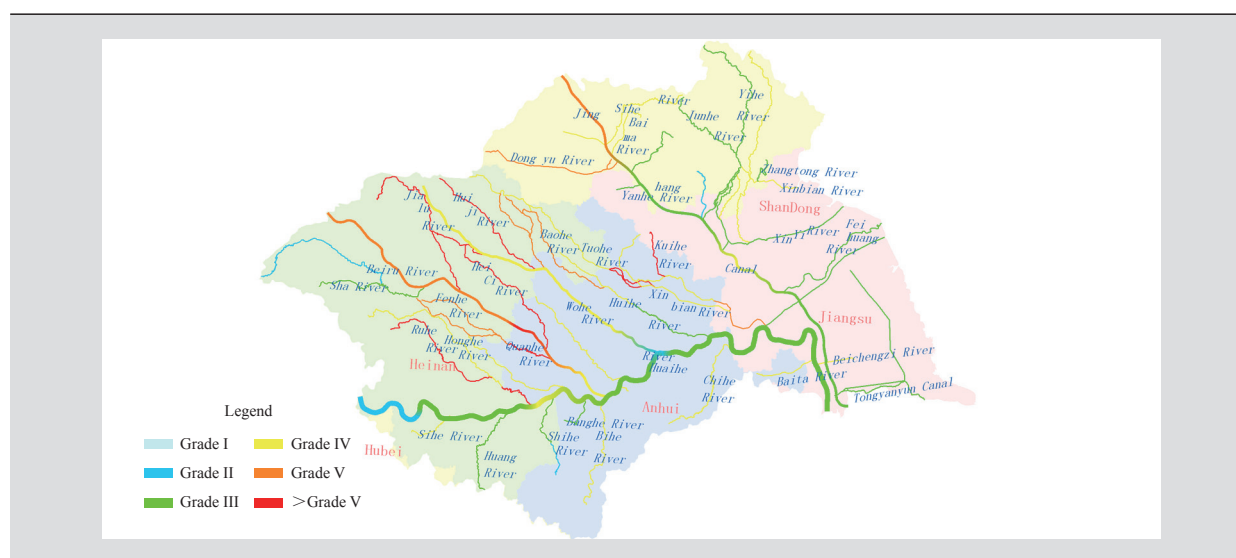 Jing
Sihe
River
Bai
ma
River
Junhe
River
Yihe
River
Dong yu River
Zhangtong River
Xinbian River
hang
Yanhe River
ShanDong
Jia
lu
River
Hui
ji
River
Baohe
River
Tuohe
River
Kuihe
River
Xin
Yi
River
Fei
huang
River
Canal
Beiru River
Hei
Ci
River
Sha River
Fenhe
River
Wohe
River
Huihe
River
Xin
bian
River
Jiangsu
Ruhe
River
Honghe
River
Quanhe
River
River
Huaihe
Heinan
Chihe
River
Beichengzi River
Baita River
Tongyanyun Canal
Anhui
Hubei
Sihe River
Huang
River
Shihe
River
Banghe River
Bihe
River
Legend
Grade I
Grade II
Grade III
Grade IV
Grade V
>Grade V